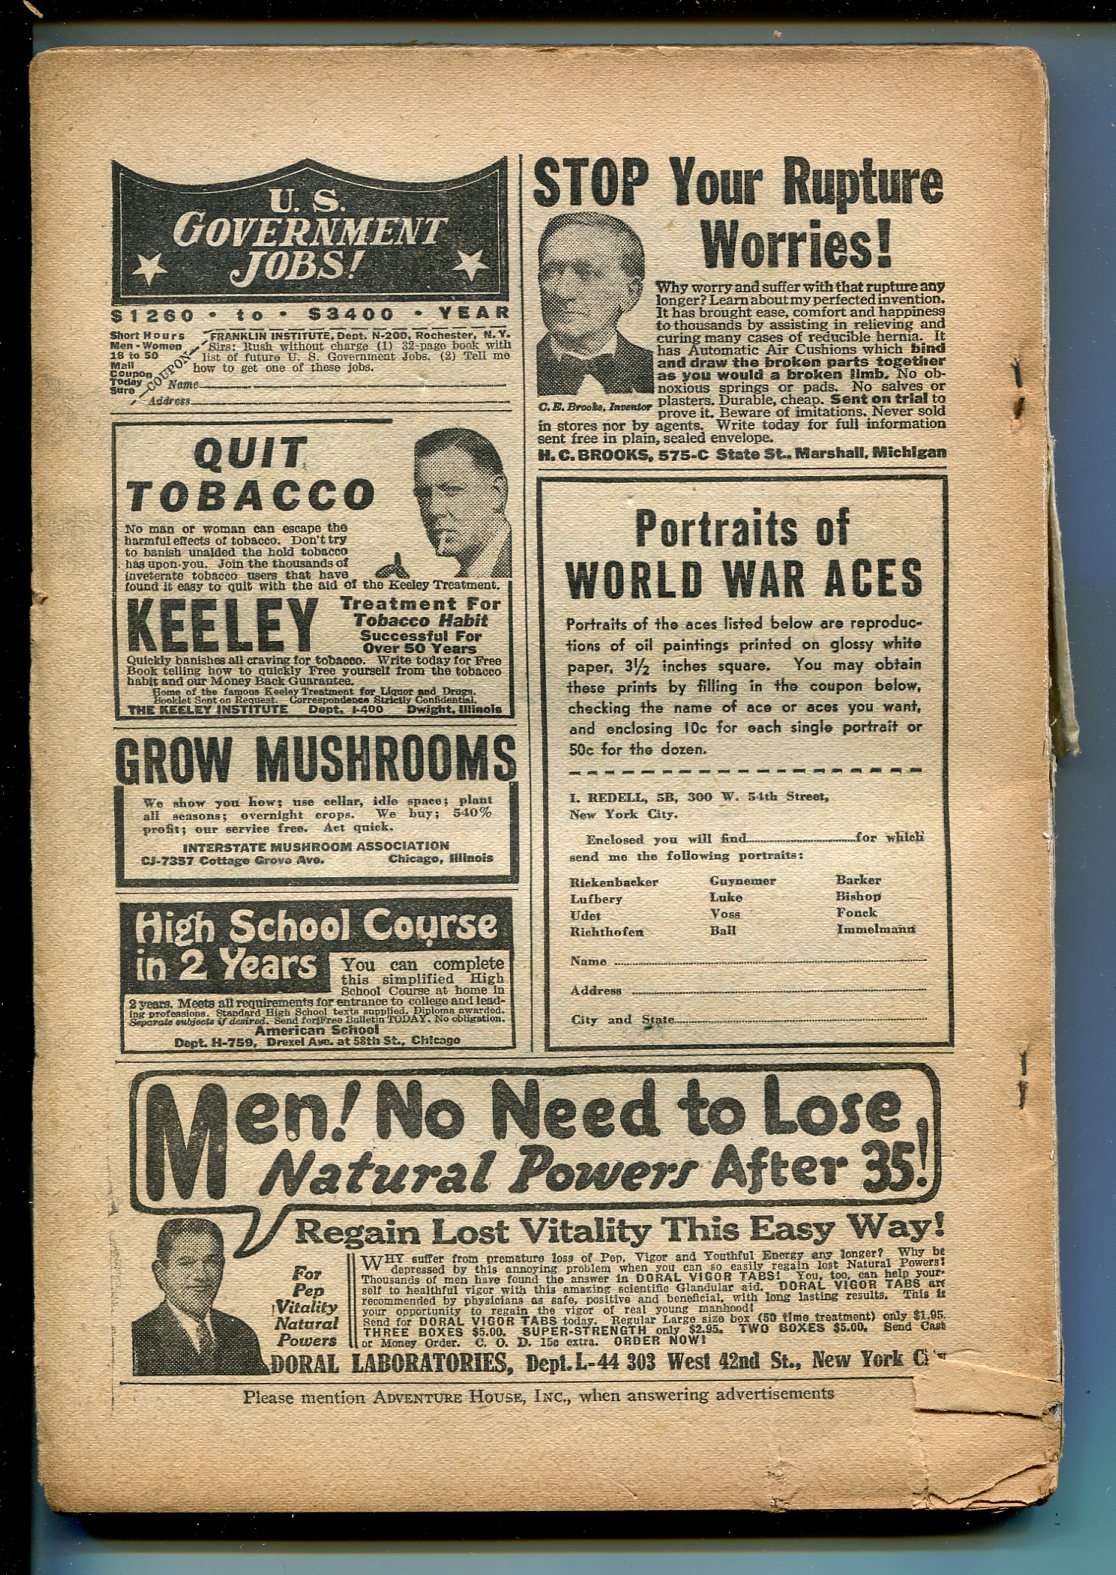 U. S.
GOVERNMENT
JOBS!
$1260 • to • $3400 • YEAR
Short Hours
Men - Women
18 to 50
Mail
Coupon
Today
Sure
COUPON
FRANKLIN INSTITUTE, Dept. N-200, Rochester, N. Y.
Sirs: Rush without charge (1) 32-page book with
list of future U. S. Government Jobs. (2) Tell me
how to get one of these jobs.
Name
Address
QUIT
TOBACCO
No man or woman can escape the
harmful effects of tobacco. Don't try
to banish unaided the hold tobacco
has upon you. Join the thousands of
inveterate tobacco users that have
found it easy to quit with the aid of the Keeley Treatment.
KEELEY
Treatment For
Tobacco Habit
Successful For
Over 50 Years
Quickly banishes all craving for tobacco. Write today for Free
Book telling how to quickly Free yourself from the tobacco
habit and our Money Back Guarantee.
Home of the famous Keeley Treatment for Liquor and Drugs.
Booklet Sent on Request. Correspondence Strictly Confidential.
THE KEELEY INSTITUTE Dept. I-400 Dwight, Illinois
GROW MUSHROOMS
We show you how; use cellar, idle space; plant
all seasons; overnight crops. We buy; 540%
profit; our service free. Act quick.
INTERSTATE MUSHROOM ASSOCIATION
CJ-7357 Cottage Grove Ave. Chicago, Illinois
High School Course
in 2 Years
You can complete
this simplified High
School Course at home in
2 years. Meets all requirements for entrance to college and lead-
ing professions. Standard High School texts supplied. Diploma awarded.
Separate subjects if desired. Send for Free Bulletin TODAY. No obligation.
American School
Dept. H-759, Drexel Ave. at 58th St., Chicago
STOP Your Rupture
Worries!
C. E. Brooks, Inventor
Why worry and suffer with that rupture any
longer? Learn about my perfected invention.
It has brought ease, comfort and happiness
to thousands by assisting in relieving and
curing many cases of reducible hernia. It
has Automatic Air Cushions which bind
and draw the broken parts together
as you would a broken limb. No ob-
noxious springs or pads. No salves or
plasters. Durable, cheap. Sent on trial to
prove it. Beware of imitations. Never sold
in stores nor by agents. Write today for full information
sent free in plain, sealed envelope.
H. C. BROOKS, 575-C State St., Marshall, Michigan
Portraits of
WORLD WAR ACES
Portraits of the aces listed below are reproduc-
tions of oil paintings printed on glossy white
paper, 3½ inches square. You may obtain
these prints by filling in the coupon below,
checking the name of ace or aces you want,
and enclosing 10c for each single portrait or
50c for the dozen.
I. REDELL, 5B, 300 W. 54th Street,
New York City.
Enclosed you will find for which
send me the following portraits:
Rickenbacker Guynemer Barker
Lufbery Luke Bishop
Udet Voss Fonck
Richthofen Ball Immelmann
Name
Address
City and State
Men! No Need to Lose
Natural Powers After 35!
Regain Lost Vitality This Easy Way!
For
Pep
Vitality
Natural
Powers
WHY suffer from premature loss of Pep, Vigor and Youthful Energy any longer? Why be
depressed by this annoying problem when you can so easily regain lost Natural Powers?
Thousands of men have found the answer in DORAL VIGOR TABS! You, too, can help your-
self to healthful vigor with this amazing scientific Glandular aid. DORAL VIGOR TABS are
recommended by physicians as safe, positive and beneficial, with long lasting results. This is
your opportunity to regain the vigor of real young manhood!
Send for DORAL VIGOR TABS today. Regular Large size box (50 time treatment) only $1.95.
THREE BOXES $5.00. SUPER-STRENGTH only $2.95. TWO BOXES $5.00. Send Cash
or Money Order. C. O. D. 15c extra. ORDER NOW!
DORAL LABORATORIES, Dept. L-44 303 West 42nd St., New York City
Please mention ADVENTURE HOUSE, INC., when answering advertisements